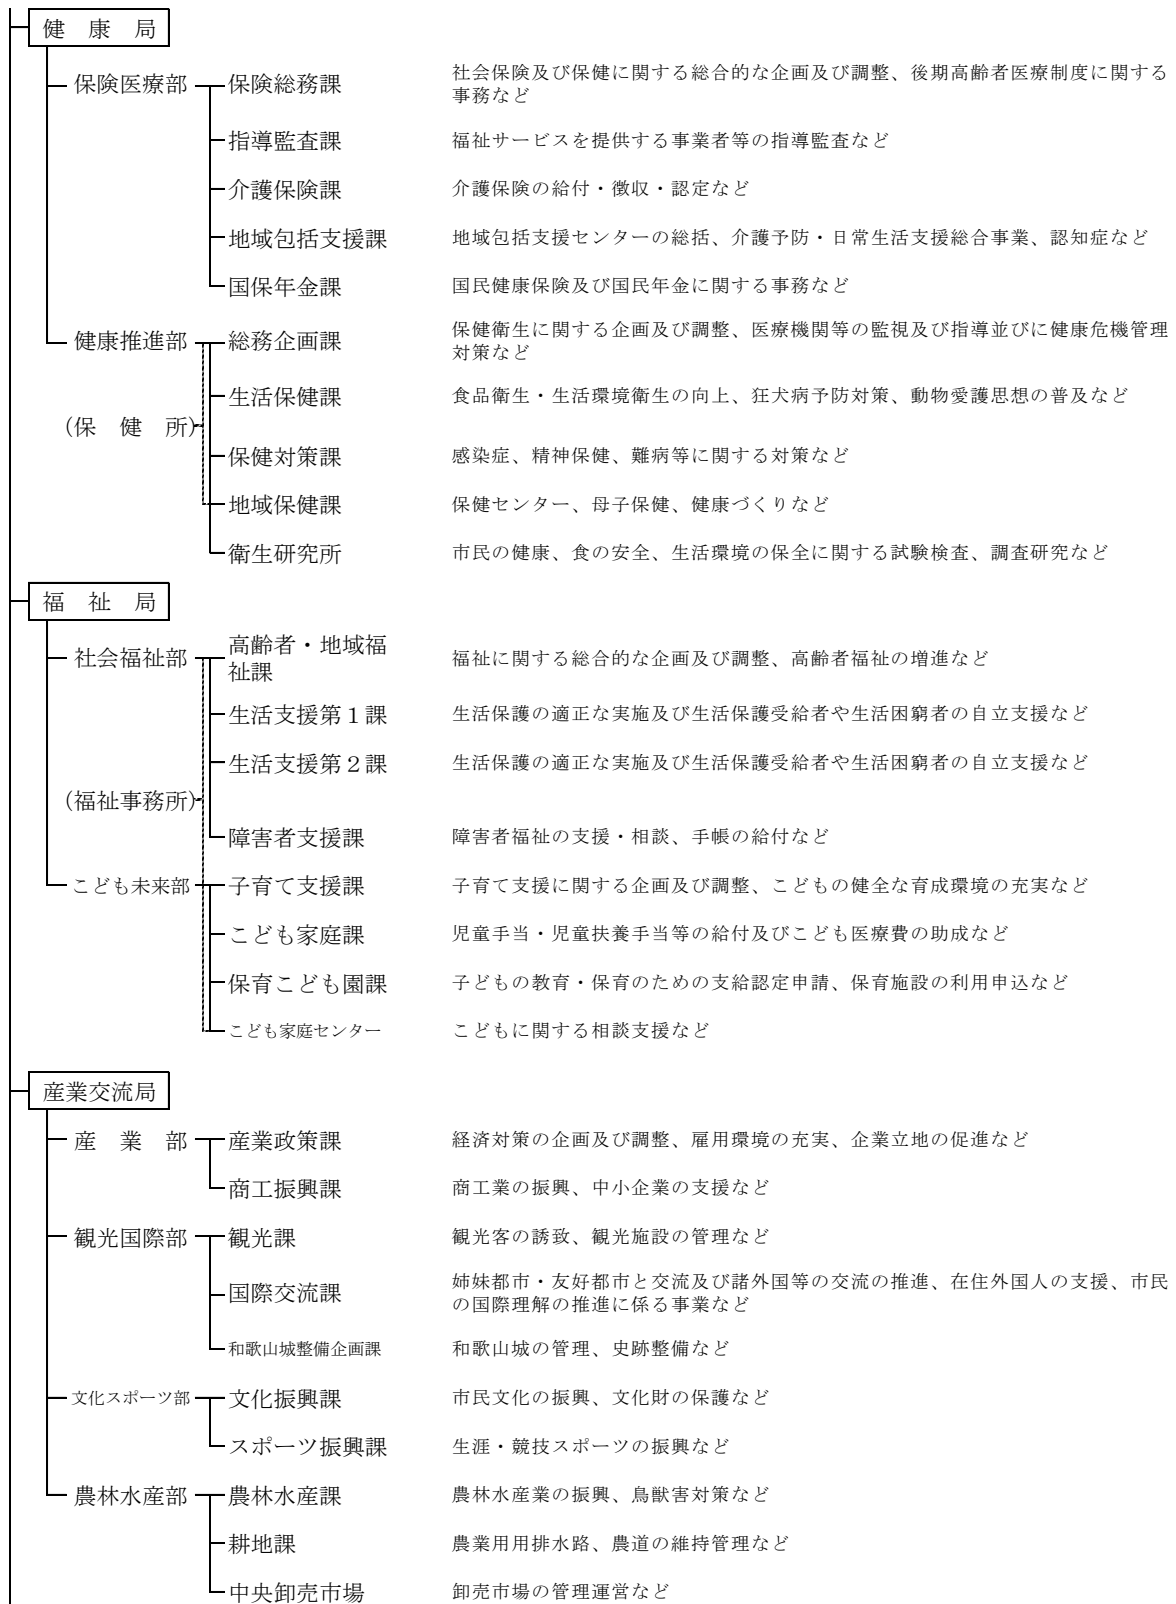 健　康　局
保険医療部　保険総務課　社会保険及び保健に関する総合的な企画及び調整、後期高齢者医療制度に関する
事務など
指導監査課　福祉サービスを提供する事業者等の指導監査など
介護保険課　介護保険の給付・徴収・認定など
地域包括支援課　地域包括支援センターの総括、介護予防・日常生活支援総合事業、認知症など
国保年金課　国民健康保険及び国民年金に関する事務など
健康推進部　総務企画課　保健衛生に関する企画及び調整、医療機関等の監視及び指導並びに健康危機管理
対策など
生活保健課　食品衛生・生活環境衛生の向上、狂犬病予防対策、動物愛護思想の普及など
(保　健　所)
保健対策課　感染症、精神保健、難病等に関する対策など
地域保健課　保健センター、母子保健、健康づくりなど
衛生研究所　市民の健康、食の安全、生活環境の保全に関する試験検査、調査研究など
福　祉　局
社会福祉部　高齢者・地域福
祉課　福祉に関する総合的な企画及び調整、高齢者福祉の増進など
生活支援第１課　生活保護の適正な実施及び生活保護受給者や生活困窮者の自立支援など
生活支援第２課　生活保護の適正な実施及び生活保護受給者や生活困窮者の自立支援など
(福祉事務所)
障害者支援課　障害者福祉の支援・相談、手帳の給付など
こども未来部　子育て支援課　子育て支援に関する企画及び調整、こどもの健全な育成環境の充実など
こども家庭課　児童手当・児童扶養手当等の給付及びこども医療費の助成など
保育こども園課　子どもの教育・保育のための支給認定申請、保育施設の利用申込など
こども家庭センター　こどもに関する相談支援など
産業交流局
産　業　部　産業政策課　経済対策の企画及び調整、雇用環境の充実、企業立地の促進など
商工振興課　商工業の振興、中小企業の支援など
観光国際部　観光課　観光客の誘致、観光施設の管理など
国際交流課　姉妹都市・友好都市と交流及び諸外国等の交流の推進、在住外国人の支援、市民
の国際理解の推進に係る事業など
和歌山城整備企画課　和歌山城の管理、史跡整備など
文化スポーツ部　文化振興課　市民文化の振興、文化財の保護など
スポーツ振興課　生涯・競技スポーツの振興など
農林水産部　農林水産課　農林水産業の振興、鳥獣害対策など
耕地課　農業用用排水路、農道の維持管理など
中央卸売市場　卸売市場の管理運営など